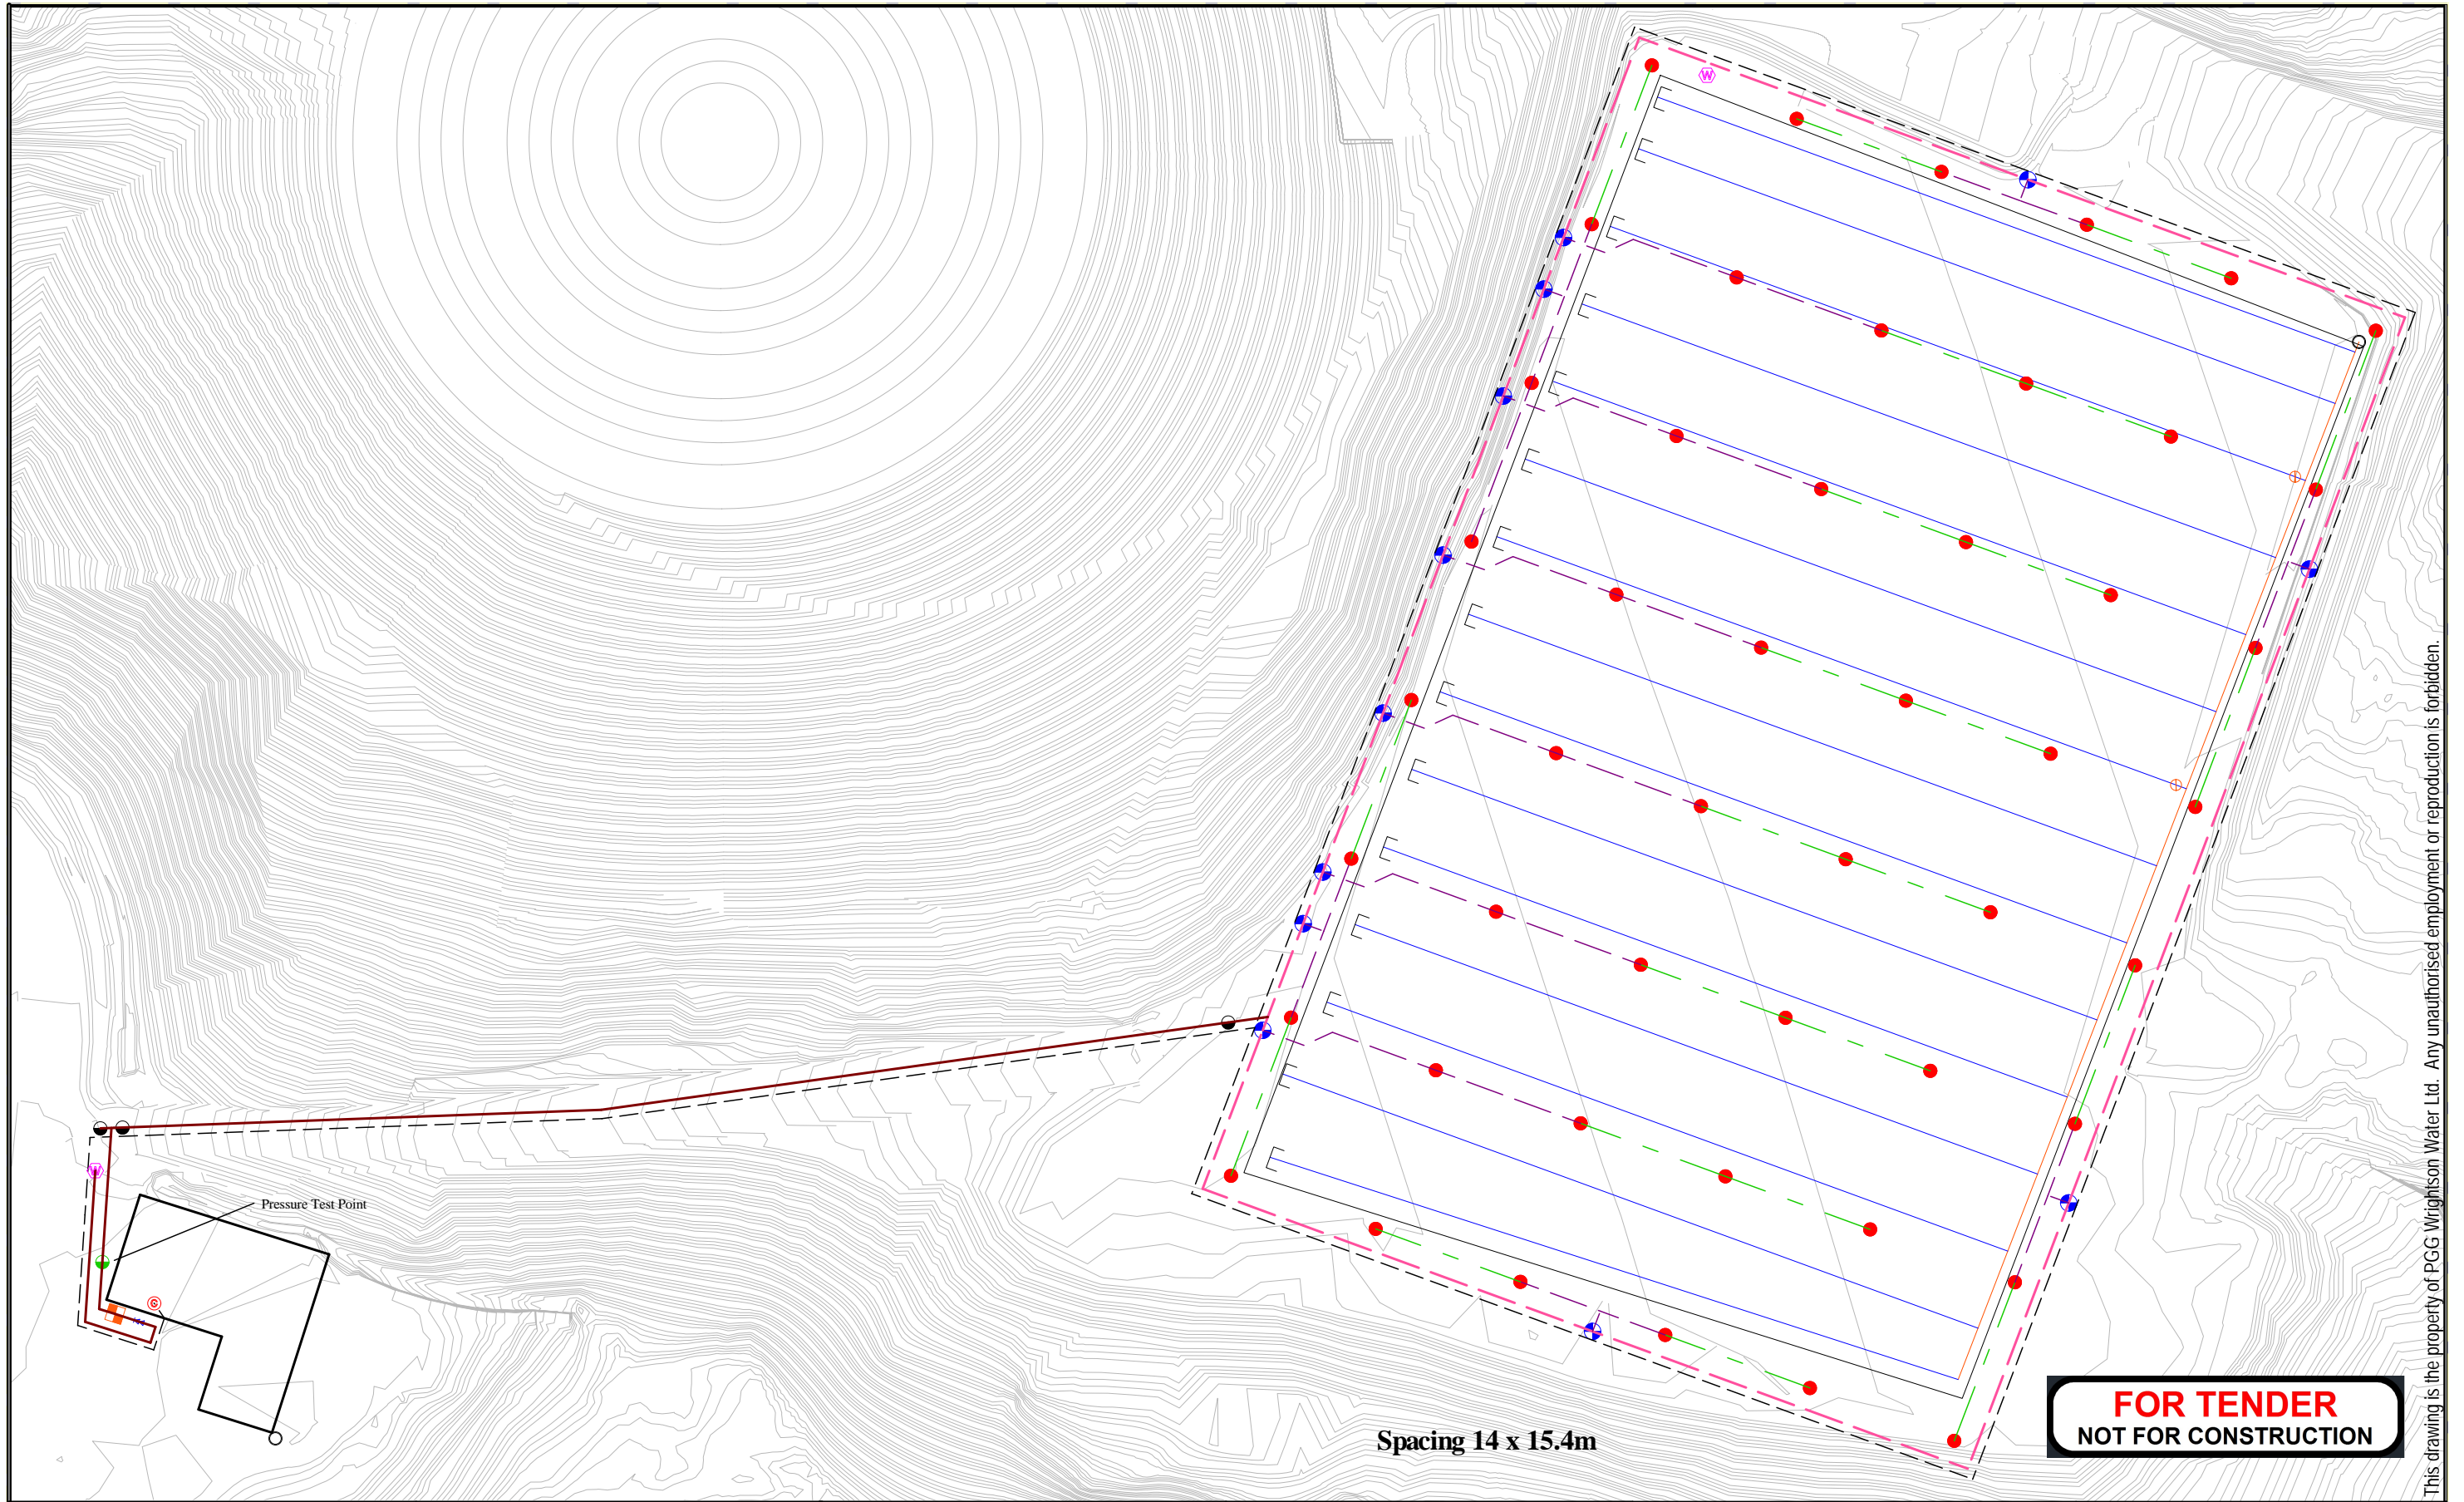 W
W
Pressure Test Point
Spacing 14 x 15.4m
FOR TENDER
NOT FOR CONSTRUCTION
This drawing is the property of PGG Wrightson Water Ltd. Any unauthorised employment or reproduction is forbidden.